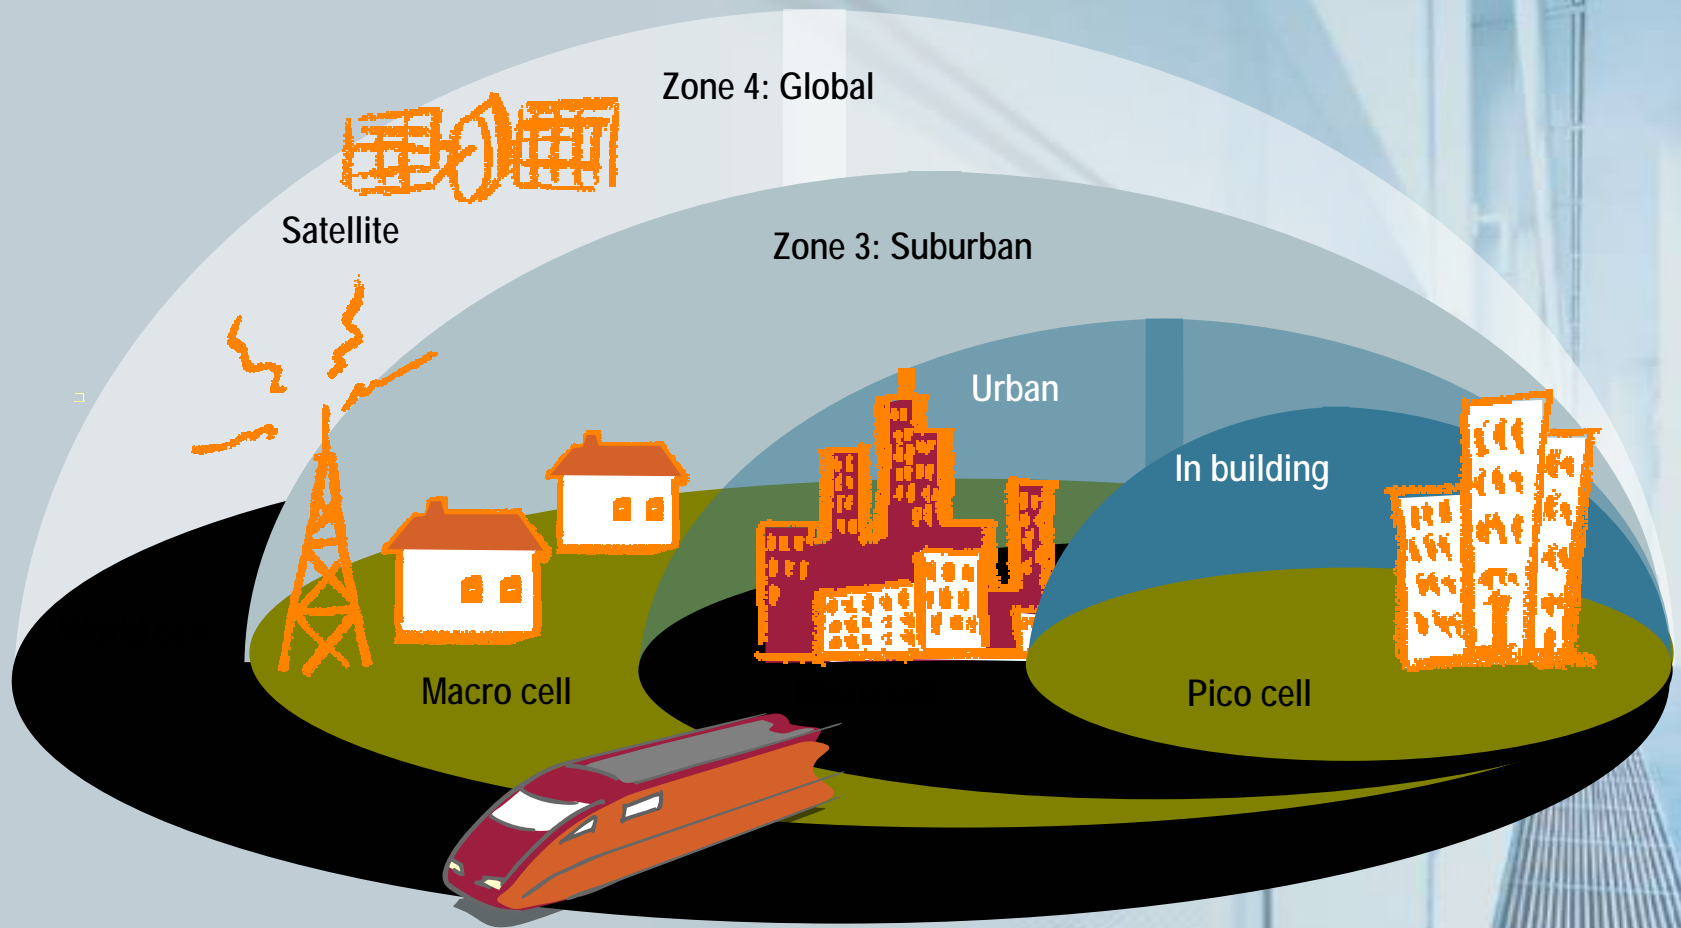 Zone 4: Global
Satellite
Zone 3: Suburban
Urban
In building
Macro cell
Pico cell